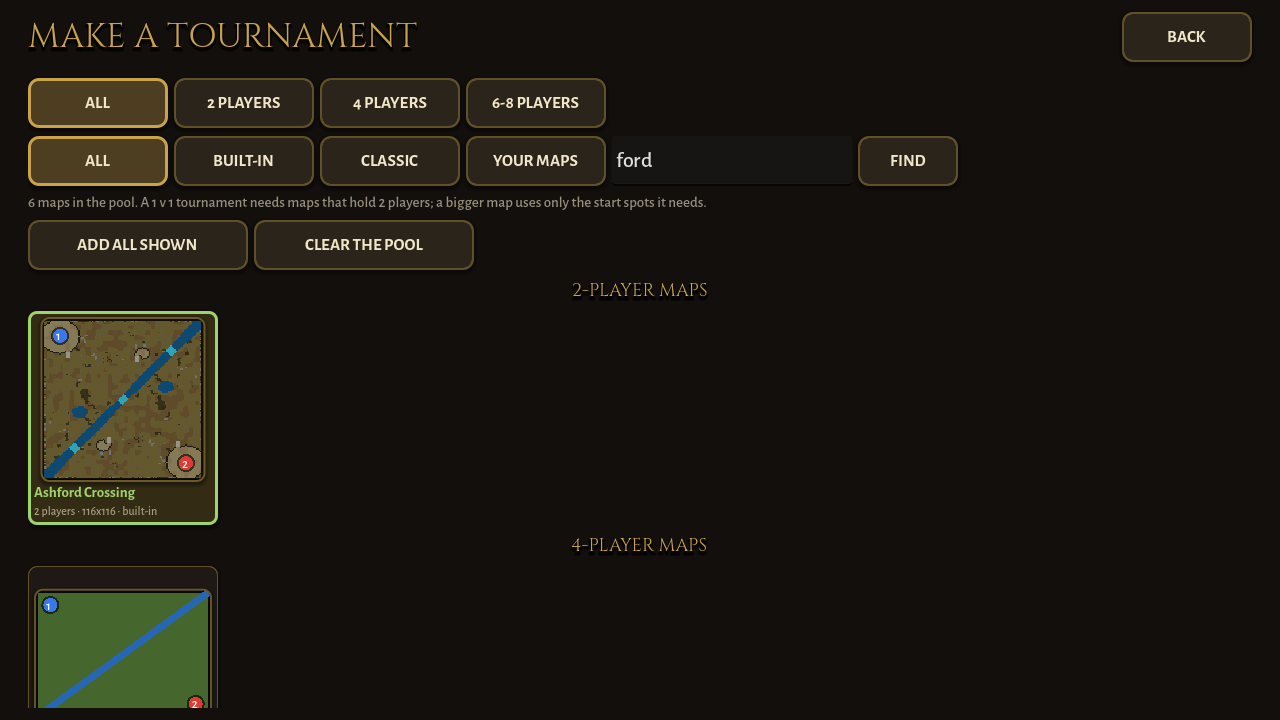 MAKE A TOURNAMENT
BACK
ALL
2 PLAYERS
4 PLAYERS
6-8 PLAYERS
ALL
BUILT-IN
CLASSIC
YOUR MAPS
ford
FIND
6 maps in the pool. A 1 v 1 tournament needs maps that hold 2 players; a bigger map uses only the start spots it needs.
ADD ALL SHOWN
CLEAR THE POOL
2-PLAYER MAPS
1
2
Ashford Crossing
2 players · 116x116 · built-in
4-PLAYER MAPS
1
2